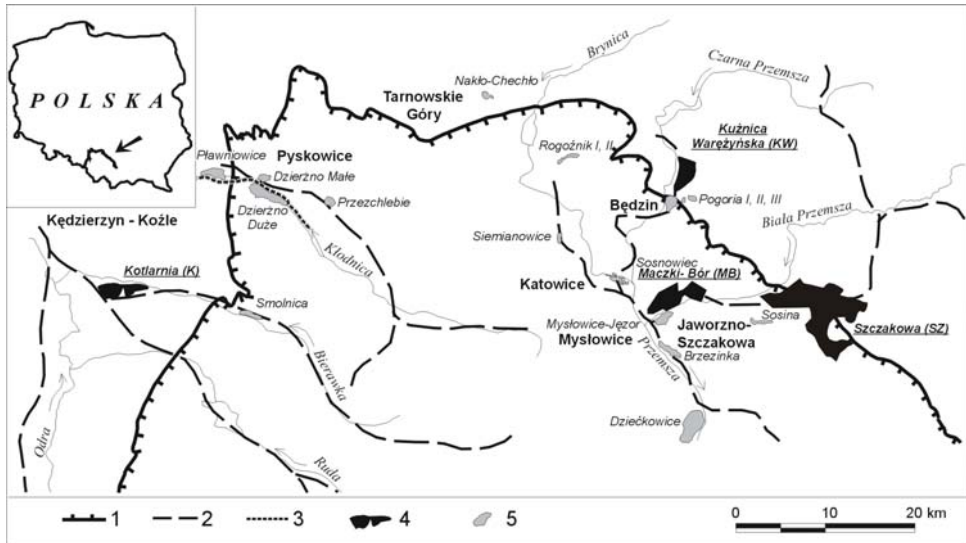 POLSKA
Brynica
Czarna Przemsza
Nakło-Chechło
Tarnowskie
Góry
Kużnica
Warężyńska (KW)
Rogoźnik I, II
Pławniowice
Pyskowice
Dzierżno Małe
Przezchlebie
Dzierżno
Duże
Będzin
Pogoria I, II, III
Biała Przemsza
Kędzierzyn - Koźle
Siemianowice
Kłodnica
Kotlarnia (K)
Sosnowiec
Maczki- Bór (MB)
Katowice
Smolnica
Mysłowice-Jęzor
Mysłowice
Jaworzno-
Szczakowa
Sosina
Szczakowa (SZ)
Brzezinka
Przemsza
Bierawka
Dziećkowice
Odra
Ruda
1 2 3 4 5
0 10 20 km